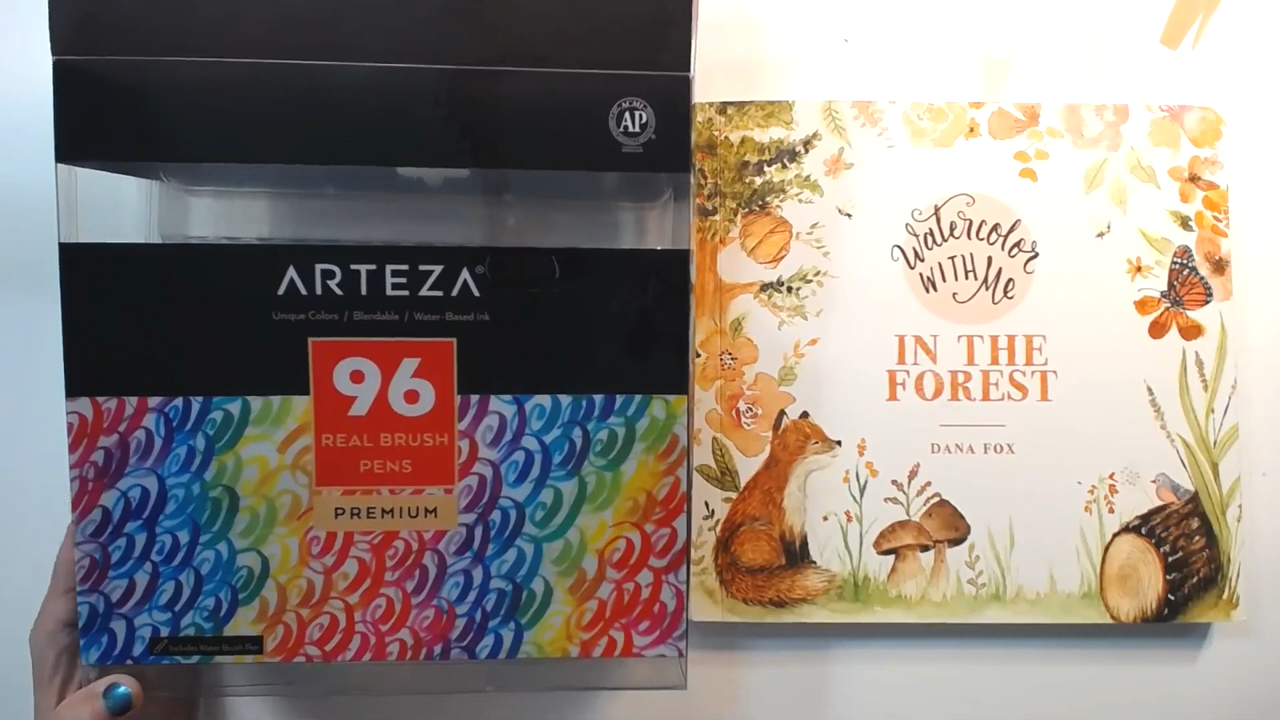 ACMI
AP
ARTEZA®
Unique Colors / Blendable / Water-Based Ink
96
REAL BRUSH
PENS
PREMIUM
Includes Water Brush Pen
Watercolor
WITH Me
IN THE
FOREST
DANA FOX